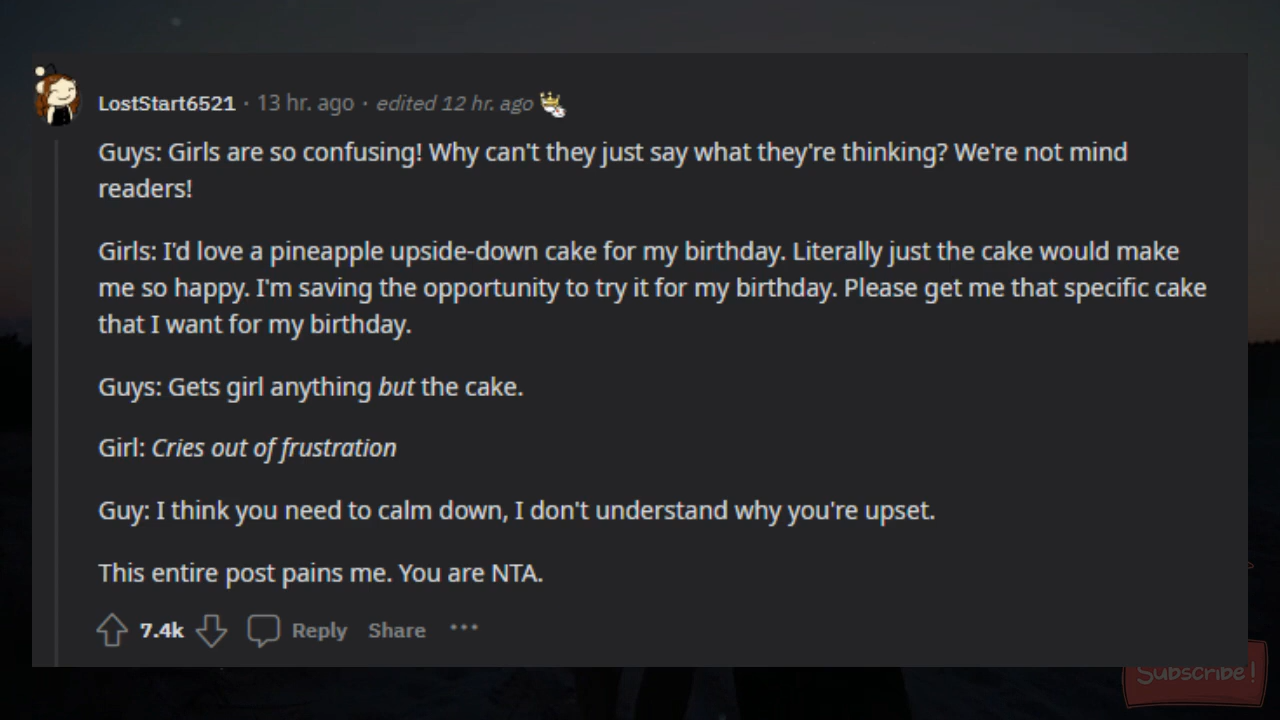 LostStart6521 · 13 hr. ago · edited 12 hr. ago
Guys: Girls are so confusing! Why can't they just say what they're thinking? We're not mind
readers!
Girls: I'd love a pineapple upside-down cake for my birthday. Literally just the cake would make
me so happy. I'm saving the opportunity to try it for my birthday. Please get me that specific cake
that I want for my birthday.
Guys: Gets girl anything but the cake.
Girl: Cries out of frustration
Guy: I think you need to calm down, I don't understand why you're upset.
This entire post pains me. You are NTA.
7.4k Reply Share ···
Subscribe!